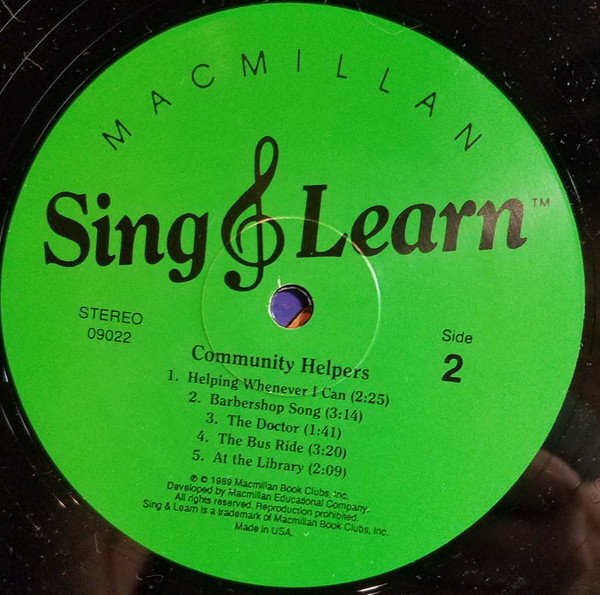 MACMILLAN
Sing & Learn™
STEREO
09022
Side
2
Community Helpers
1. Helping Whenever I Can (2:25)
2. Barbershop Song (3:14)
3. The Doctor (1:41)
4. The Bus Ride (3:20)
5. At the Library (2:09)
℗ © 1989 Macmillan Book Clubs, Inc.
Developed by Macmillan Educational Company.
All rights reserved. Reproduction prohibited.
Sing & Learn is a trademark of Macmillan Book Clubs, Inc.
Made in USA.